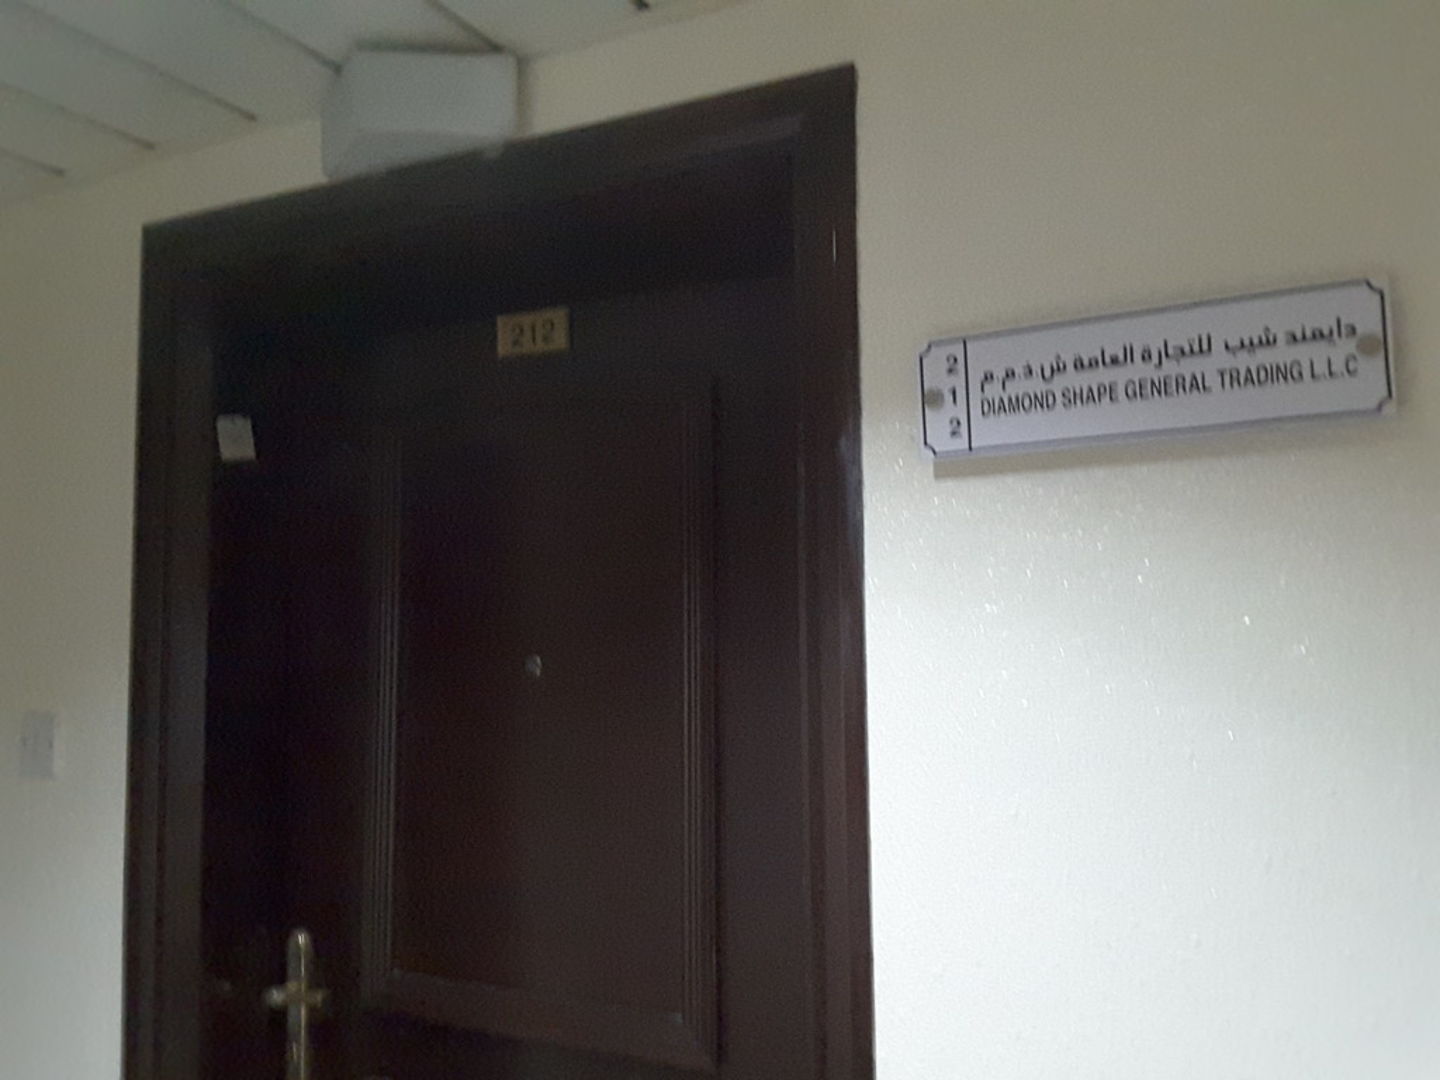 212
2
1
2
دايمند شيب للتجارة العامة ش.ذ.م.م
DIAMOND SHAPE GENERAL TRADING L.L.C